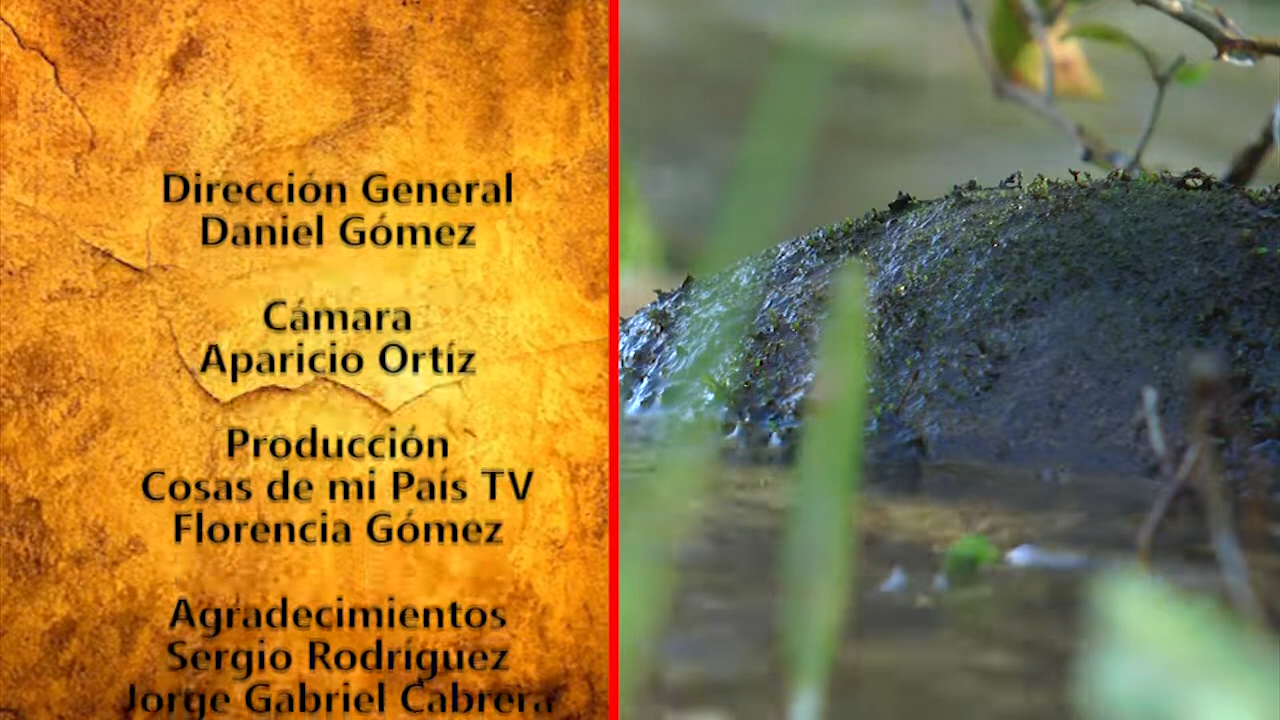 Dirección General
Daniel Gómez
Cámara
Aparicio Ortíz
Producción
Cosas de mi País TV
Florencia Gómez
Agradecimientos
Sergio Rodríguez
Jorge Gabriel Cabrera